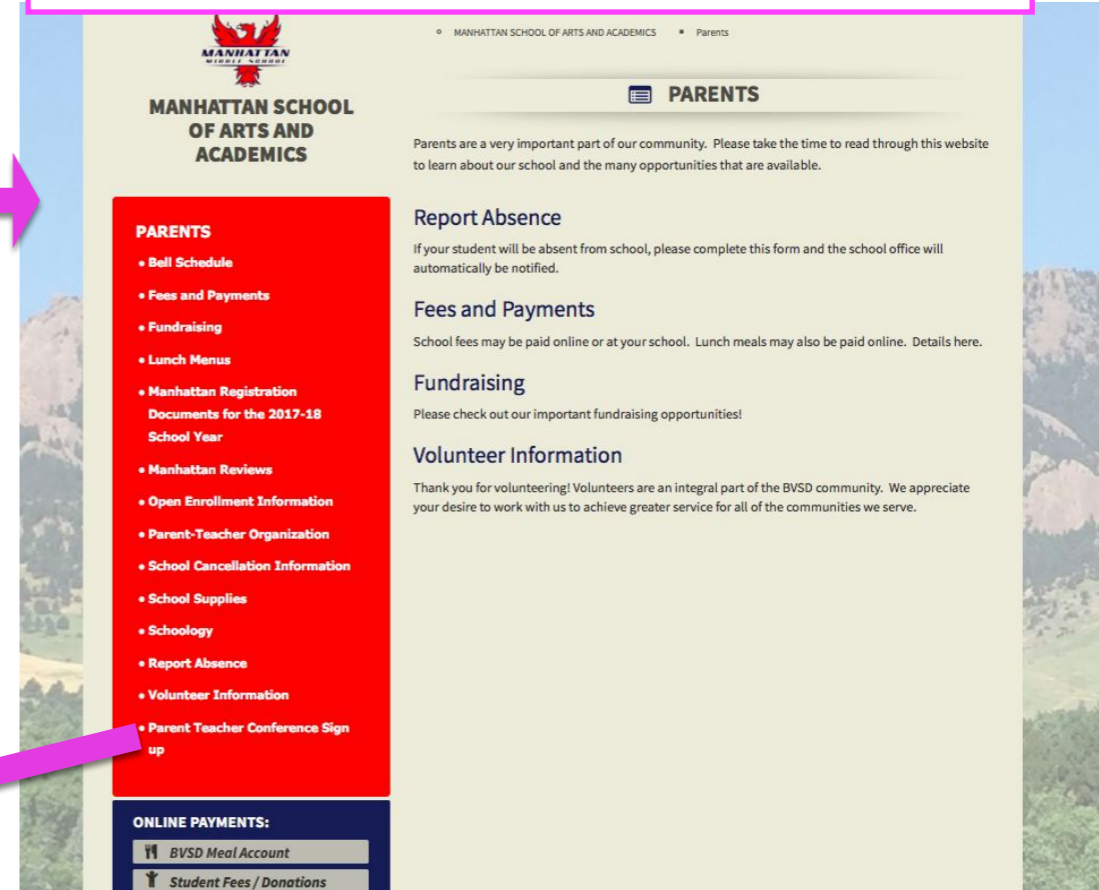 MANHATTAN
MIDDLE SCHOOL
MANHATTAN SCHOOL
OF ARTS AND
ACADEMICS
MANHATTAN SCHOOL OF ARTS AND ACADEMICS
Parents
PARENTS
Parents are a very important part of our community. Please take the time to read through this website
to learn about our school and the many opportunities that are available.
Report Absence
If your student will be absent from school, please complete this form and the school office will
automatically be notified.
Fees and Payments
School fees may be paid online or at your school. Lunch meals may also be paid online. Details here.
Fundraising
Please check out our important fundraising opportunities!
Volunteer Information
Thank you for volunteering! Volunteers are an integral part of the BVSD community. We appreciate
your desire to work with us to achieve greater service for all of the communities we serve.
PARENTS
• Bell Schedule
• Fees and Payments
• Fundraising
• Lunch Menus
• Manhattan Registration
Documents for the 2017-18
School Year
• Manhattan Reviews
• Open Enrollment Information
• Parent-Teacher Organization
• School Cancellation Information
• School Supplies
• Schoology
• Report Absence
• Volunteer Information
• Parent Teacher Conference Sign
up
ONLINE PAYMENTS:
BVSD Meal Account
Student Fees / Donations